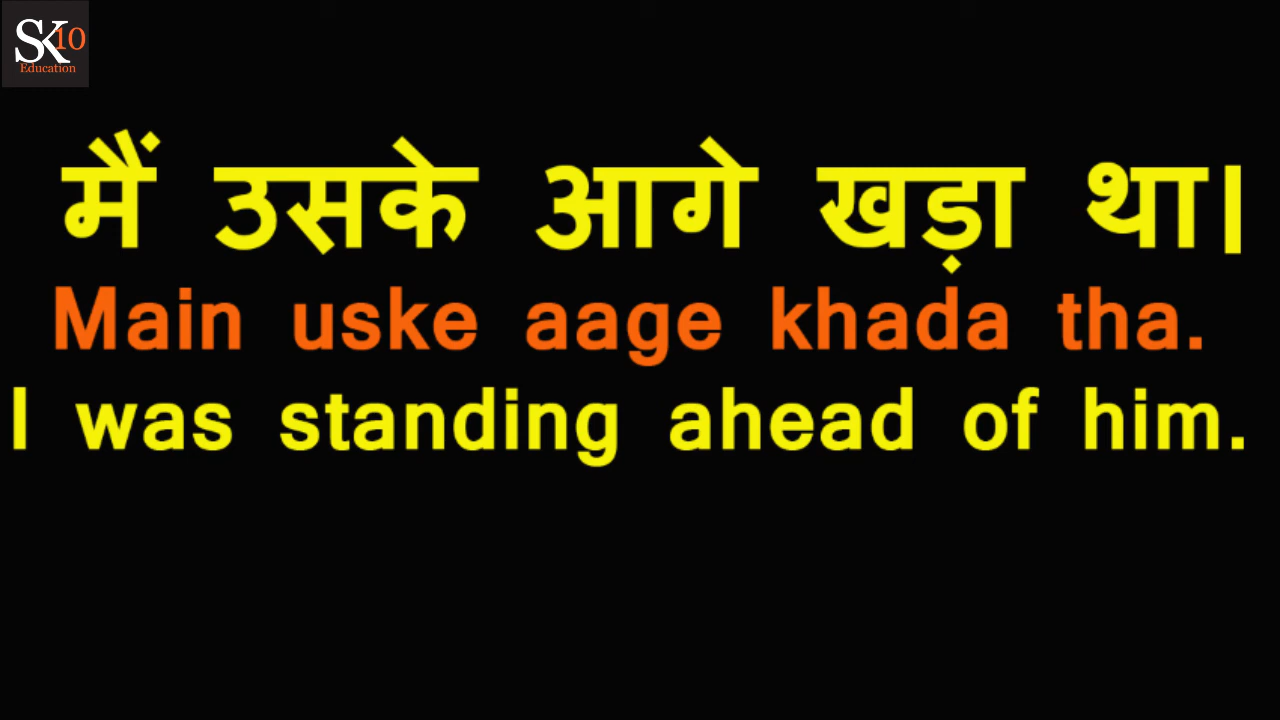 SK10
Education
मैं उसके आगे खड़ा था।
Main uske aage khada tha.
I was standing ahead of him.